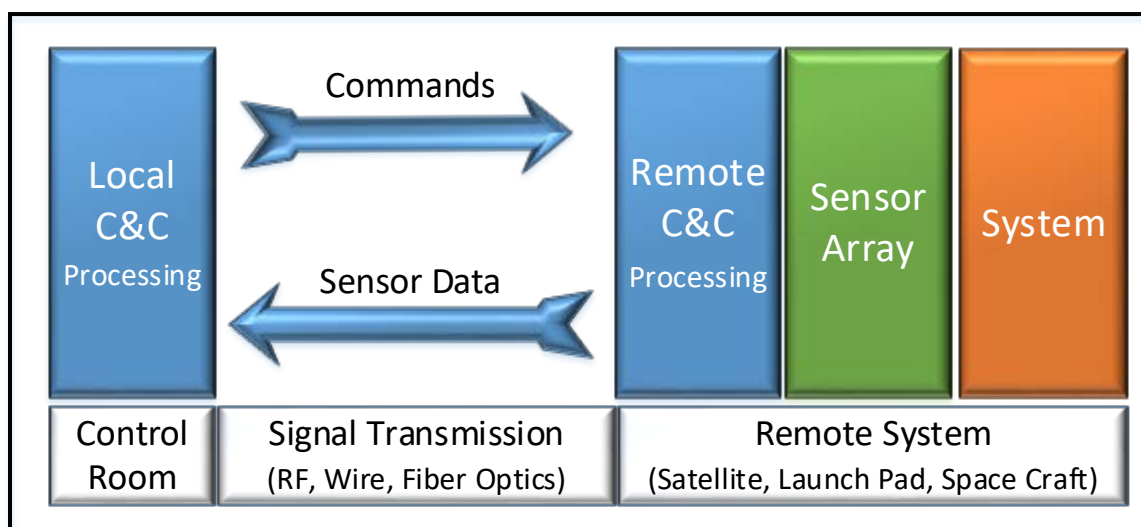 Local
C&C
Processing
Commands
Sensor Data
Remote
C&C
Processing
Sensor
Array
System
Control
Room
Signal Transmission
(RF, Wire, Fiber Optics)
Remote System
(Satellite, Launch Pad, Space Craft)